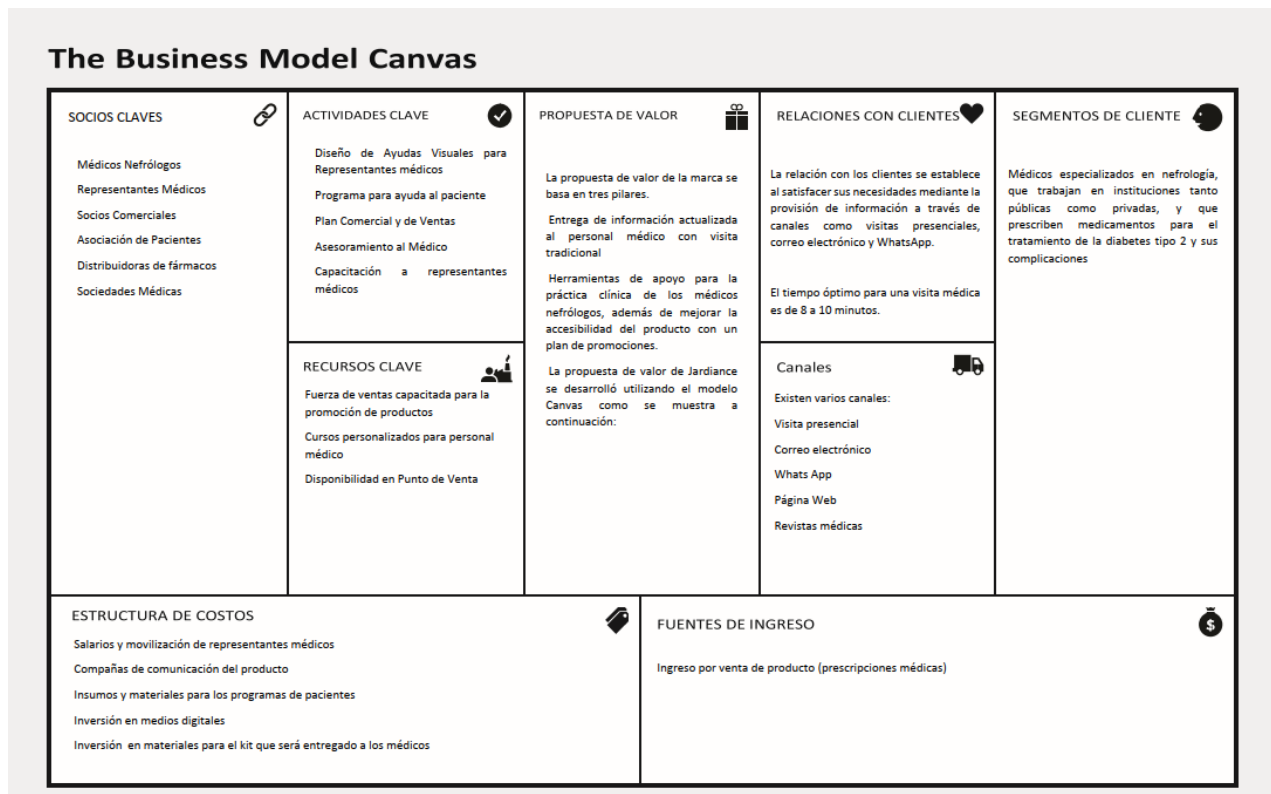 The Business Model Canvas
SOCIOS CLAVES
Médicos Nefrólogos
Representantes Médicos
Socios Comerciales
Asociación de Pacientes
Distribuidoras de fármacos
Sociedades Médicas
ACTIVIDADES CLAVE
Diseño de Ayudas Visuales para
Representantes médicos
Programa para ayuda al paciente
Plan Comercial y de Ventas
Asesoramiento al Médico
Capacitación a representantes
médicos
RECURSOS CLAVE
Fuerza de ventas capacitada para la
promoción de productos
Cursos personalizados para personal
médico
Disponibilidad en Punto de Venta
PROPUESTA DE VALOR
La propuesta de valor de la marca se
basa en tres pilares.
Entrega de información actualizada
al personal médico con visita
tradicional
Herramientas de apoyo para la
práctica clínica de los médicos
nefrólogos, además de mejorar la
accesibilidad del producto con un
plan de promociones.
La propuesta de valor de Jardiance
se desarrolló utilizando el modelo
Canvas como se muestra a
continuación:
RELACIONES CON CLIENTES
La relación con los clientes se establece
al satisfacer sus necesidades mediante la
provisión de información a través de
canales como visitas presenciales,
correo electrónico y WhatsApp.
El tiempo óptimo para una visita médica
es de 8 a 10 minutos.
Canales
Existen varios canales:
Visita presencial
Correo electrónico
Whats App
Página Web
Revistas médicas
SEGMENTOS DE CLIENTE
Médicos especializados en nefrología,
que trabajan en instituciones tanto
públicas como privadas, y que
prescriben medicamentos para el
tratamiento de la diabetes tipo 2 y sus
complicaciones
ESTRUCTURA DE COSTOS
Salarios y movilización de representantes médicos
Compañas de comunicación del producto
Insumos y materiales para los programas de pacientes
Inversión en medios digitales
Inversión en materiales para el kit que será entregado a los médicos
FUENTES DE INGRESO
$
Ingreso por venta de producto (prescripciones médicas)